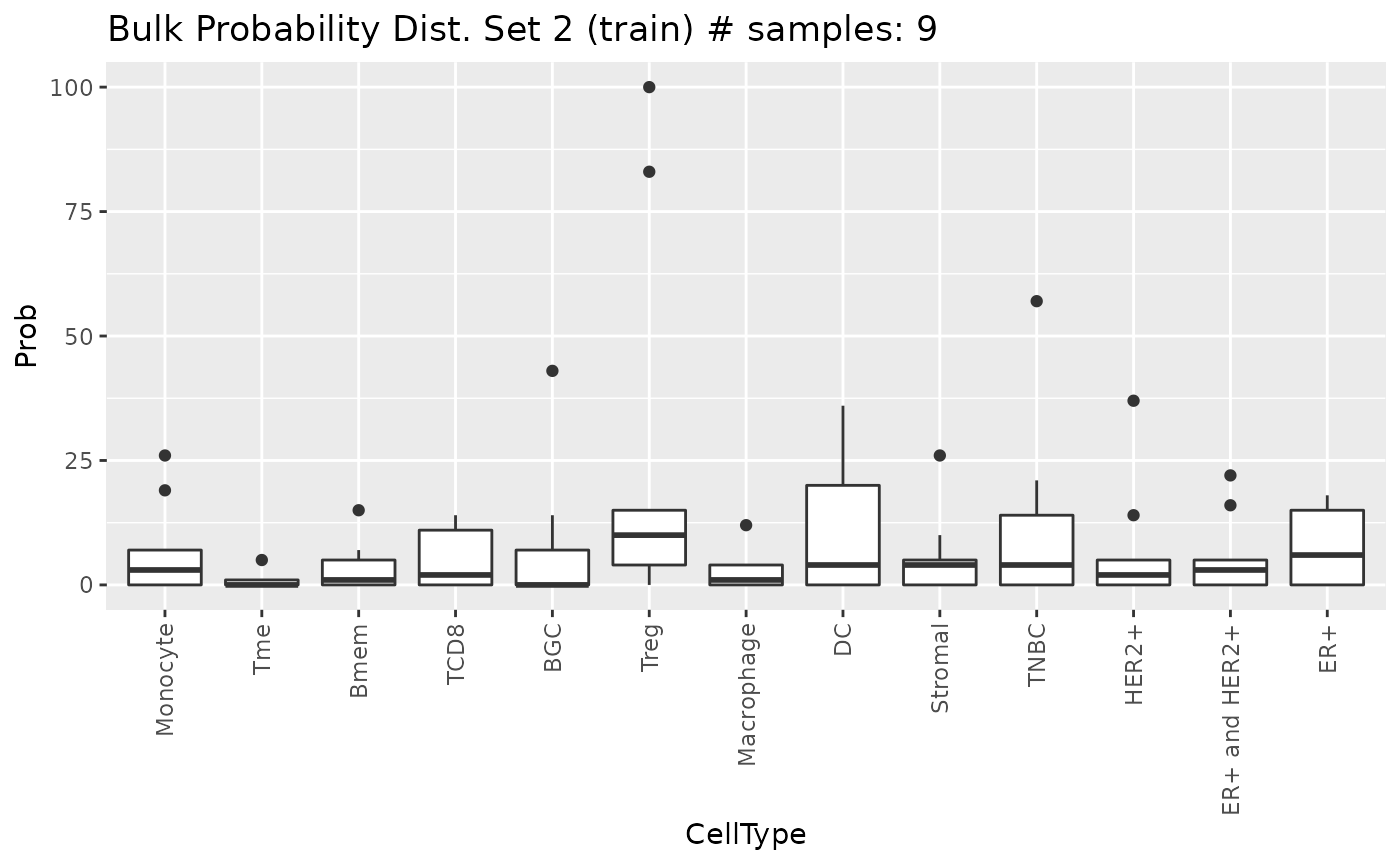 Bulk Probability Dist. Set 2 (train) # samples: 9
Prob
100
75
50
25
0
Monocyte
Tme
Bmem
TCD8
BGC
Treg
Macrophage
DC
Stromal
TNBC
HER2+
ER+ and HER2+
ER+
CellType